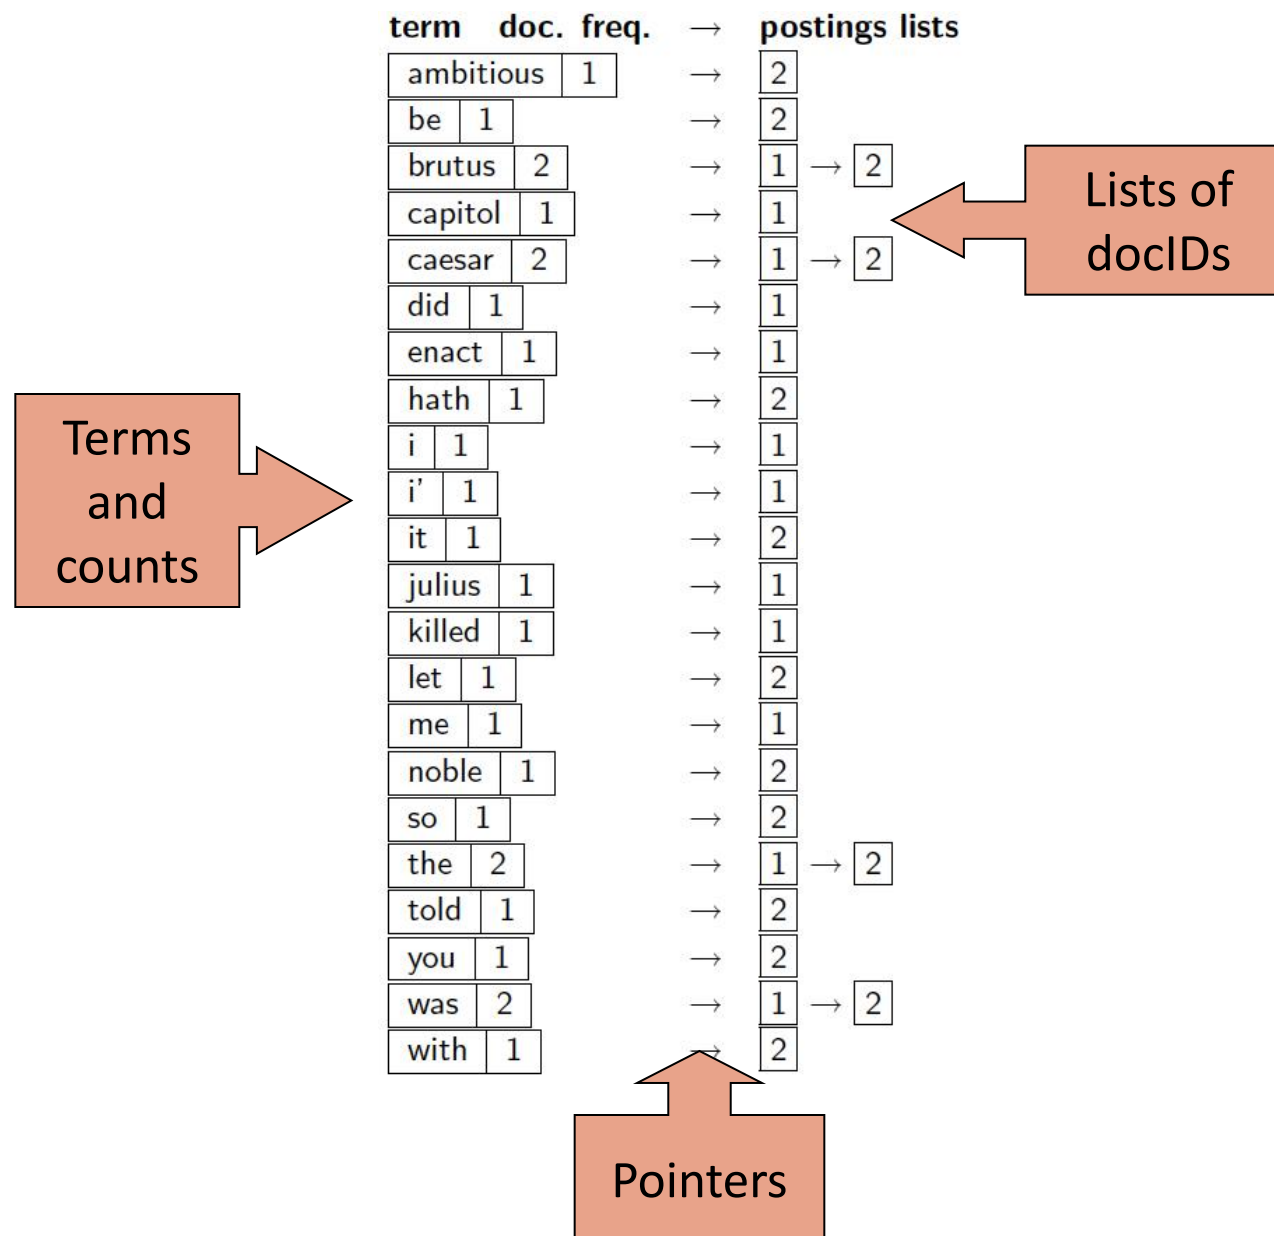 term doc. freq. → postings lists
ambitious 1 → 2
be 1 → 2
brutus 2 → 1 → 2
capitol 1 → 1
caesar 2 → 1 → 2
did 1 → 1
enact 1 → 1
hath 1 → 2
i 1 → 1
i' 1 → 1
it 1 → 2
julius 1 → 1
killed 1 → 1
let 1 → 2
me 1 → 1
noble 1 → 2
so 1 → 2
the 2 → 1 → 2
told 1 → 2
you 1 → 2
was 2 → 1 → 2
with 1 → 2
Lists of
docIDs
Terms
and
counts
Pointers